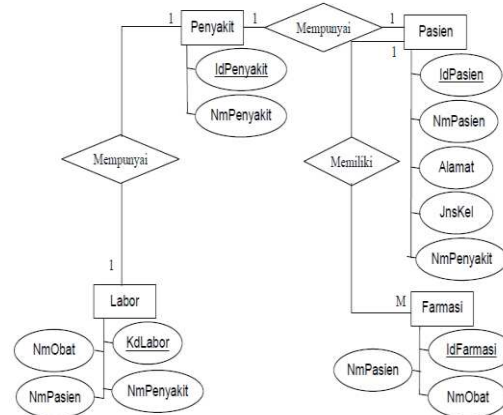 1 Penyakit 1 Mempunyai 1 Pasien
1
IdPenyakit
IdPasien
NmPenyakit
NmPasien
Mempunyai
Memiliki
Alamat
JnsKel
NmPenyakit
1
M
Labor
Farmasi
NmObat
KdLabor
IdFarmasi
NmPasien
NmPasien
NmPenyakit
NmObat